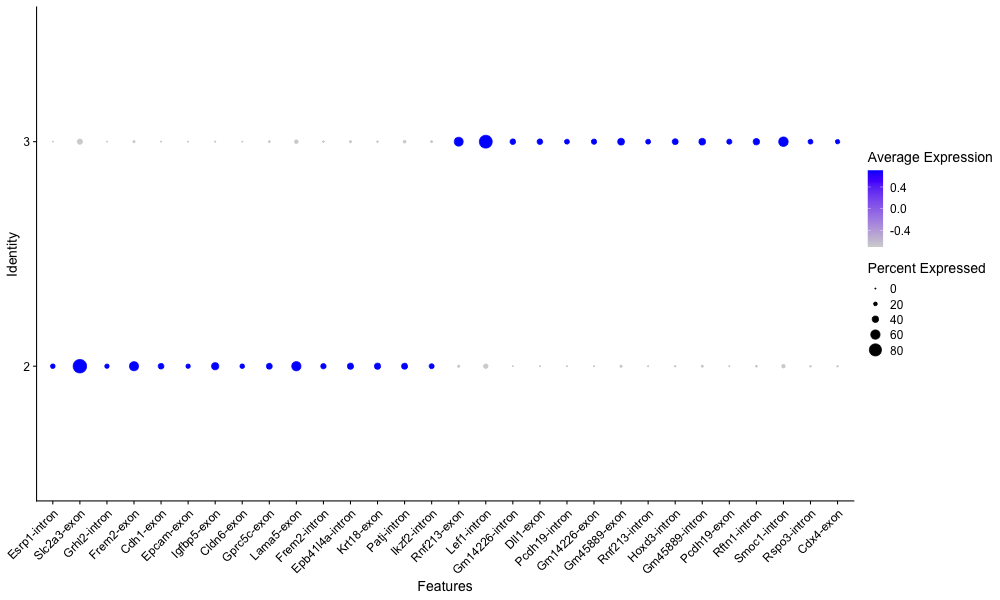 3
2
Identity
Esrp1-intron
Slc2a3-exon
Grhl2-intron
Frem2-exon
Cdh1-exon
Epcam-exon
Igfbp5-exon
Cldn6-exon
Gprc5c-exon
Lama5-exon
Frem2-intron
Epb41l4a-intron
Krt18-exon
Patj-intron
Ikzf2-intron
Rnf213-exon
Lef1-intron
Gm14226-intron
Dll1-exon
Pcdh19-intron
Gm14226-exon
Gm45889-exon
Rnf213-intron
Hoxd3-intron
Gm45889-intron
Pcdh19-exon
Rftn1-intron
Smoc1-intron
Rspo3-intron
Cdx4-exon
Features
Average Expression
0.4
0.0
-0.4
Percent Expressed
0
20
40
60
80